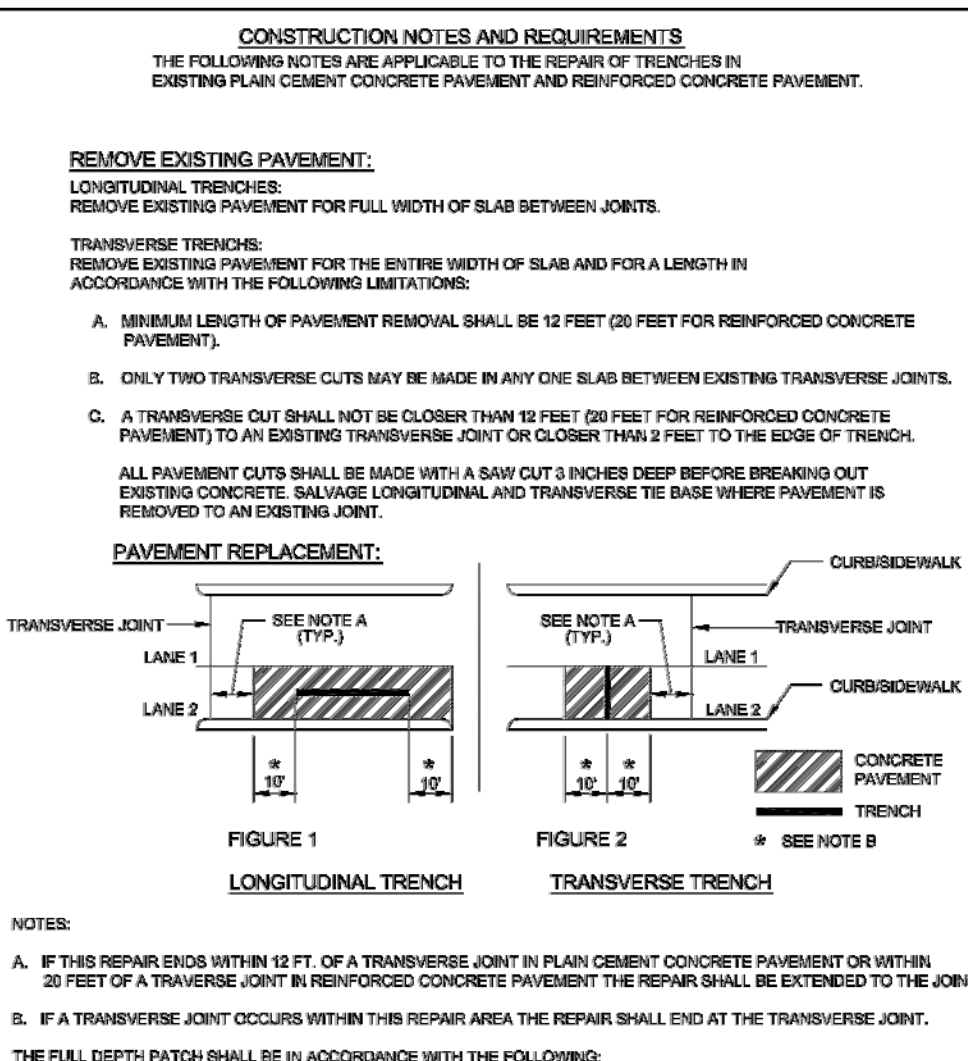 CONSTRUCTION NOTES AND REQUIREMENTS
THE FOLLOWING NOTES ARE APPLICABLE TO THE REPAIR OF TRENCHES IN
EXISTING PLAIN CEMENT CONCRETE PAVEMENT AND REINFORCED CONCRETE PAVEMENT.
REMOVE EXISTING PAVEMENT:
LONGITUDINAL TRENCHES:
REMOVE EXISTING PAVEMENT FOR FULL WIDTH OF SLAB BETWEEN JOINTS.
TRANSVERSE TRENCHS:
REMOVE EXISTING PAVEMENT FOR THE ENTIRE WIDTH OF SLAB AND FOR A LENGTH IN
ACCORDANCE WITH THE FOLLOWING LIMITATIONS:
A. MINIMUM LENGTH OF PAVEMENT REMOVAL SHALL BE 12 FEET (20 FEET FOR REINFORCED CONCRETE
PAVEMENT).
B. ONLY TWO TRANSVERSE CUTS MAY BE MADE IN ANY ONE SLAB BETWEEN EXISTING TRANSVERSE JOINTS.
C. A TRANSVERSE CUT SHALL NOT BE CLOSER THAN 12 FEET (20 FEET FOR REINFORCED CONCRETE
PAVEMENT) TO AN EXISTING TRANSVERSE JOINT OR CLOSER THAN 2 FEET TO THE EDGE OF TRENCH.
ALL PAVEMENT CUTS SHALL BE MADE WITH A SAW CUT 3 INCHES DEEP BEFORE BREAKING OUT
EXISTING CONCRETE. SALVAGE LONGITUDINAL AND TRANSVERSE TIE BASE WHERE PAVEMENT IS
REMOVED TO AN EXISTING JOINT.
PAVEMENT REPLACEMENT:
CURB/SIDEWALK
TRANSVERSE JOINT
SEE NOTE A
(TYP.)
SEE NOTE A
(TYP.)
TRANSVERSE JOINT
LANE 1
LANE 1
CURB/SIDEWALK
LANE 2
LANE 2
* 10'
* 10'
* 10'
* 10'
CONCRETE
PAVEMENT
TRENCH
* SEE NOTE B
FIGURE 1
FIGURE 2
LONGITUDINAL TRENCH
TRANSVERSE TRENCH
NOTES:
A. IF THIS REPAIR ENDS WITHIN 12 FT. OF A TRANSVERSE JOINT IN PLAIN CEMENT CONCRETE PAVEMENT OR WITHIN
20 FEET OF A TRAVERSE JOINT IN REINFORCED CONCRETE PAVEMENT THE REPAIR SHALL BE EXTENDED TO THE JOIN
B. IF A TRANSVERSE JOINT OCCURS WITHIN THIS REPAIR AREA THE REPAIR SHALL END AT THE TRANSVERSE JOINT.
THE FULL DEPTH PATCH SHALL BE IN ACCORDANCE WITH THE FOLLOWING: